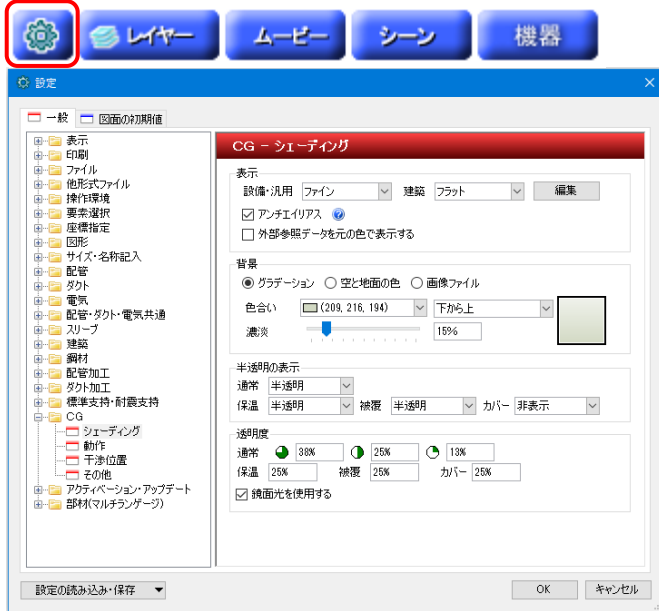 レイヤー ムービー シーン 機器
設定
一般 図面の初期値
表示
印刷
ファイル
他形式ファイル
操作環境
要素選択
座標指定
図形
サイズ・名称記入
配管
ダクト
電気
配管・ダクト・電気共通
スリーブ
建築
鋼材
配管加工
ダクト加工
標準支持・耐震支持
CG
シェーディング
動作
干渉位置
その他
アクティベーション・アップデート
部材(マルチランゲージ)
CG - シェーディング
表示
設備・汎用 ファイン 建築 フラット 編集
アンチエイリアス ?
外部参照データを元の色で表示する
背景
グラデーション 空と地面の色 画像ファイル
色合い (209, 216, 194) 下から上
濃淡 15%
半透明の表示
通常 半透明
保温 半透明 被覆 半透明 カバー 非表示
透明度
通常 38% 25% 13%
保温 25% 被覆 25% カバー 25%
鏡面光を使用する
設定の読み込み・保存 OK キャンセル